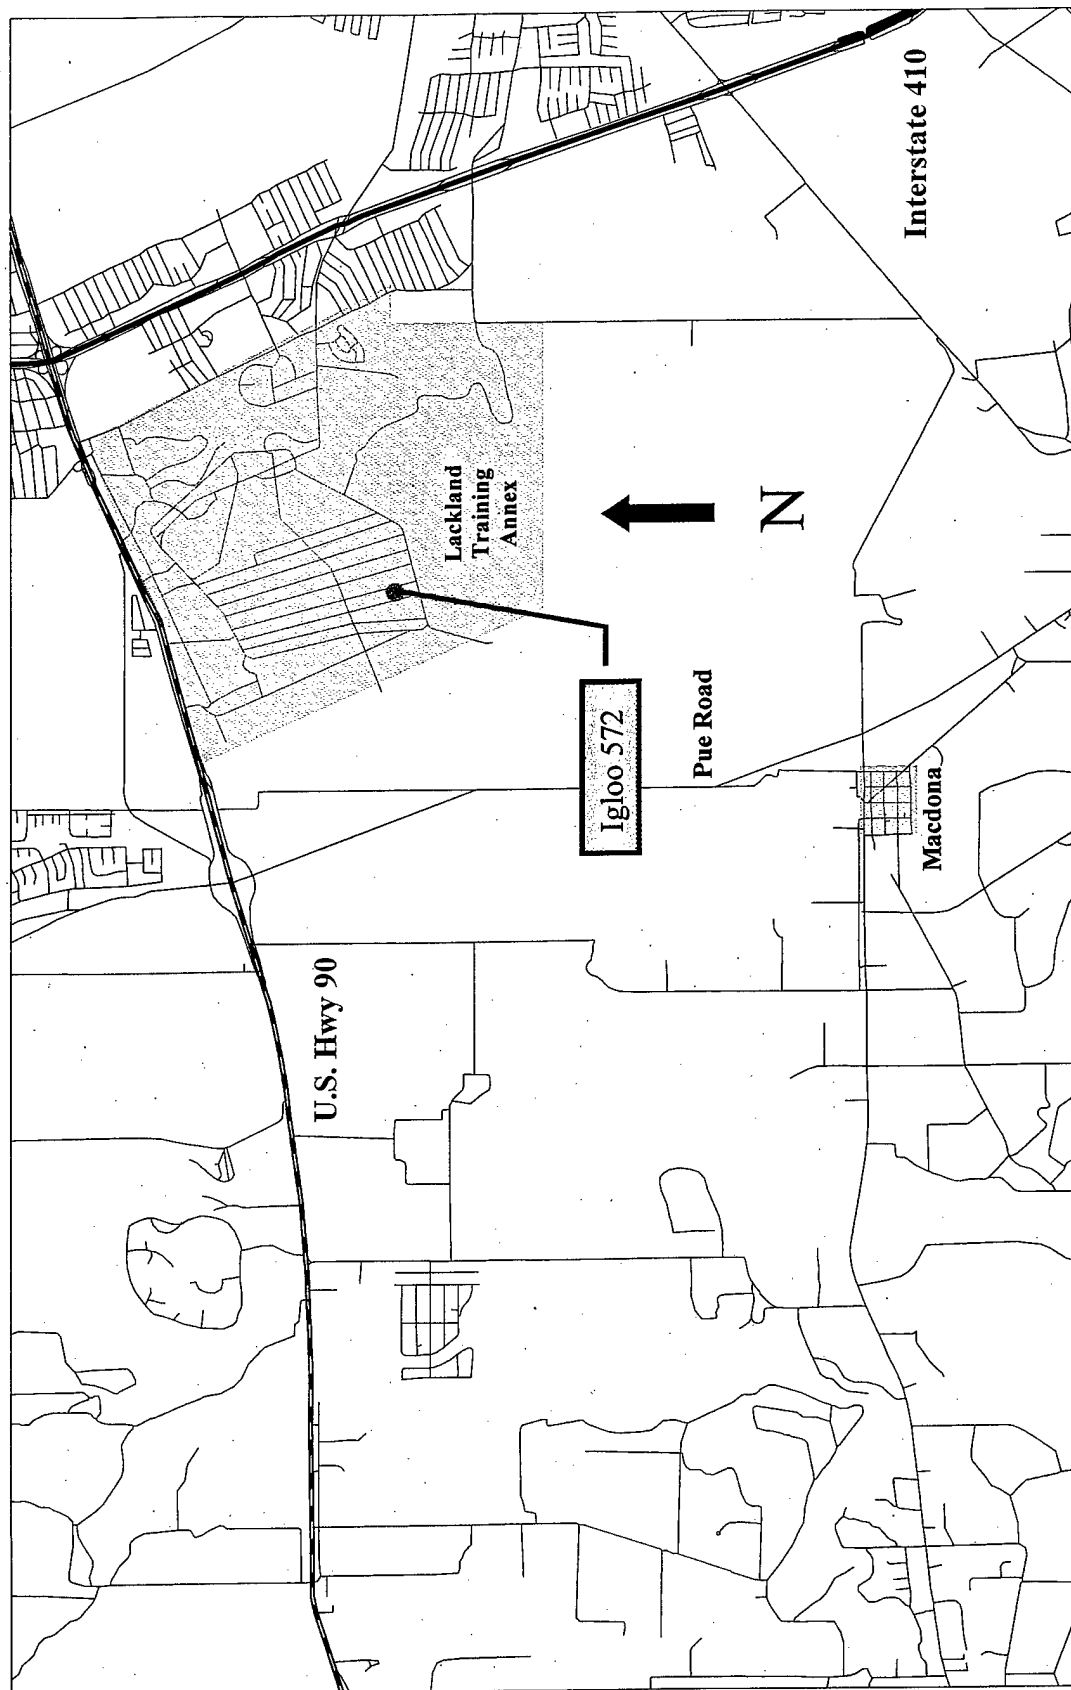 Interstate 410
Lackland
Training
Annex
N
Igloo 572
Pue Road
Macdona
U.S. Hwy 90